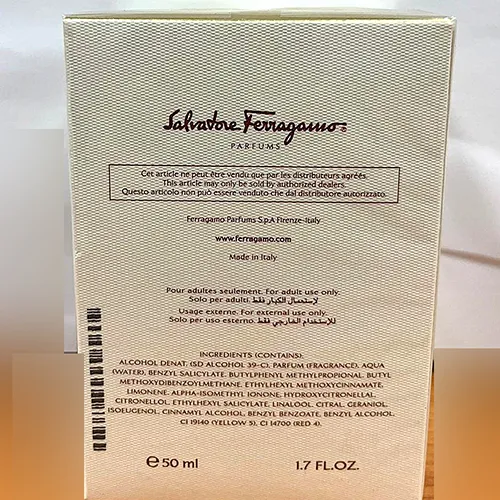 Salvatore Ferragamo®
PARFUMS
Cet article ne peut être vendu que par les distributeurs agréés.
This article may only be sold by authorized dealers.
Questo articolo non può essere venduto che dal distributore autorizzato.
Ferragamo Parfums S.p.A Firenze-Italy
www.ferragamo.com
Made in Italy
Pour adultes seulement. For adult use only.
Solo per adulti. لإستعمال الكبار فقط
Usage externe. For external use only.
Solo per uso esterno. للإستخدام الخارجي فقط
INGREDIENTS (CONTAINS):
ALCOHOL DENAT. (SD ALCOHOL 39-C), PARFUM (FRAGRANCE), AQUA
(WATER), BENZYL SALICYLATE, BUTYLPHENYL METHYLPROPIONAL, BUTYL
METHOXYDIBENZOYLMETHANE, ETHYLHEXYL METHOXYCINNAMATE,
LIMONENE, ALPHA-ISOMETHYL IONONE, HYDROXYCITRONELLAL,
CITRONELLOL, ETHYLHEXYL SALICYLATE, LINALOOL, CITRAL, GERANIOL,
ISOEUGENOL, CINNAMYL ALCOHOL, BENZYL BENZOATE, BENZYL ALCOHOL,
CI 19140 (YELLOW 5), CI 14700 (RED 4).
℮50 ml 1.7 FL.OZ.